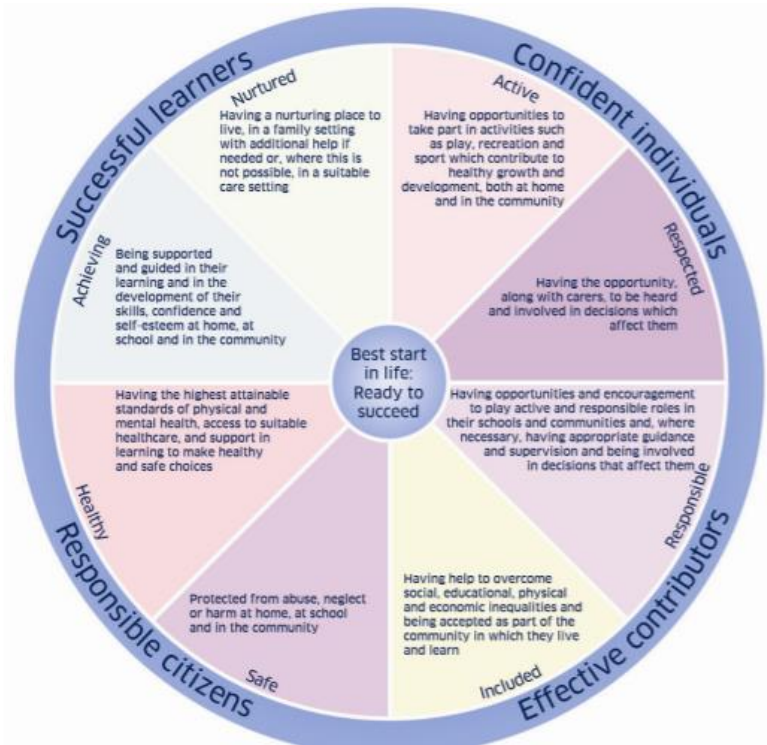 Successful learners
Confident individuals
Nurtured
Having a nurturing place to
live, in a family setting
with additional help if
needed or, where this is
not possible, in a suitable
care setting
Active
Having opportunities to
take part in activities such
as play, recreation and
sport which contribute to
healthy growth and
development, both at home
and in the community
Achieving
Being supported
and guided in their
learning and in the
development of their
skills, confidence and
self-esteem at home, at
school and in the community
Respected
Having the opportunity,
along with carers, to be heard
and involved in decisions which
affect them
Best start
in life:
Ready to
succeed
Healthy
Having the highest attainable
standards of physical and
mental health, access to suitable
healthcare, and support in
learning to make healthy
and safe choices
Having opportunities and encouragement
to play active and responsible roles in
their schools and communities and, where
necessary, having appropriate guidance
and supervision and being involved
in decisions that affect them
Responsible
Protected from abuse, neglect
or harm at home, at school
and in the community
Safe
Having help to overcome
social, educational, physical
and economic inequalities and
being accepted as part of the
community in which they live
and learn
Included
Responsible citizens
Effective contributors